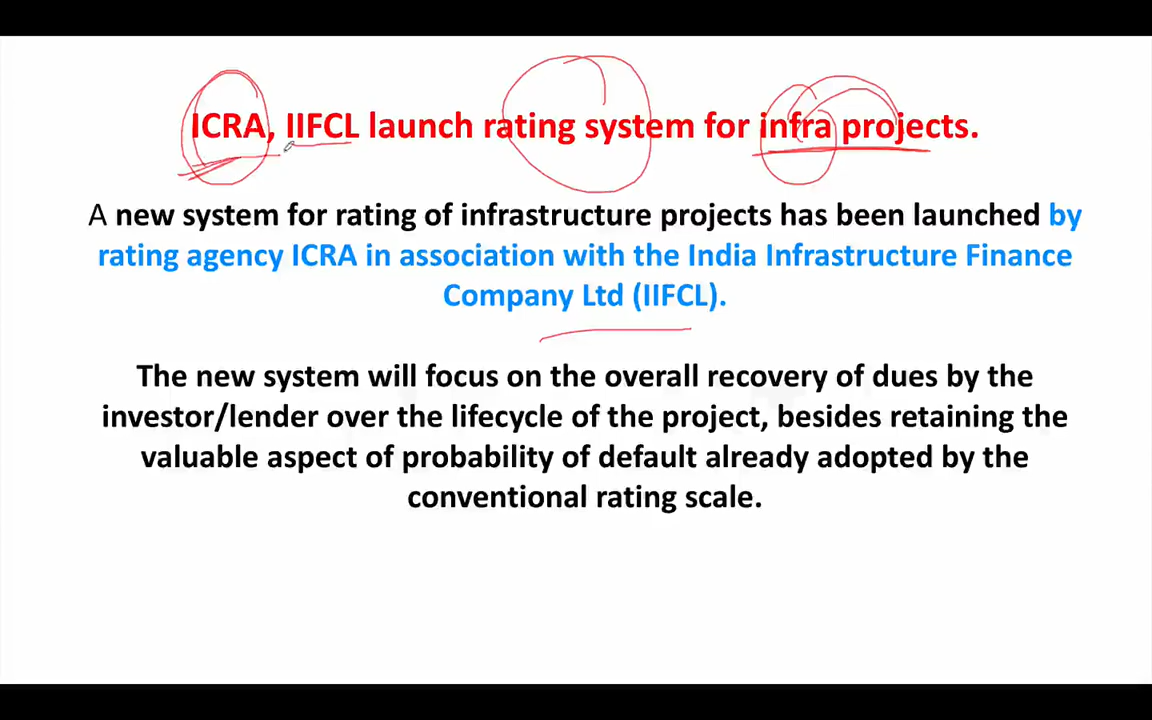 ICRA, IIFCL launch rating system for infra projects.
A new system for rating of infrastructure projects has been launched by
rating agency ICRA in association with the India Infrastructure Finance
Company Ltd (IIFCL).
The new system will focus on the overall recovery of dues by the
investor/lender over the lifecycle of the project, besides retaining the
valuable aspect of probability of default already adopted by the
conventional rating scale.